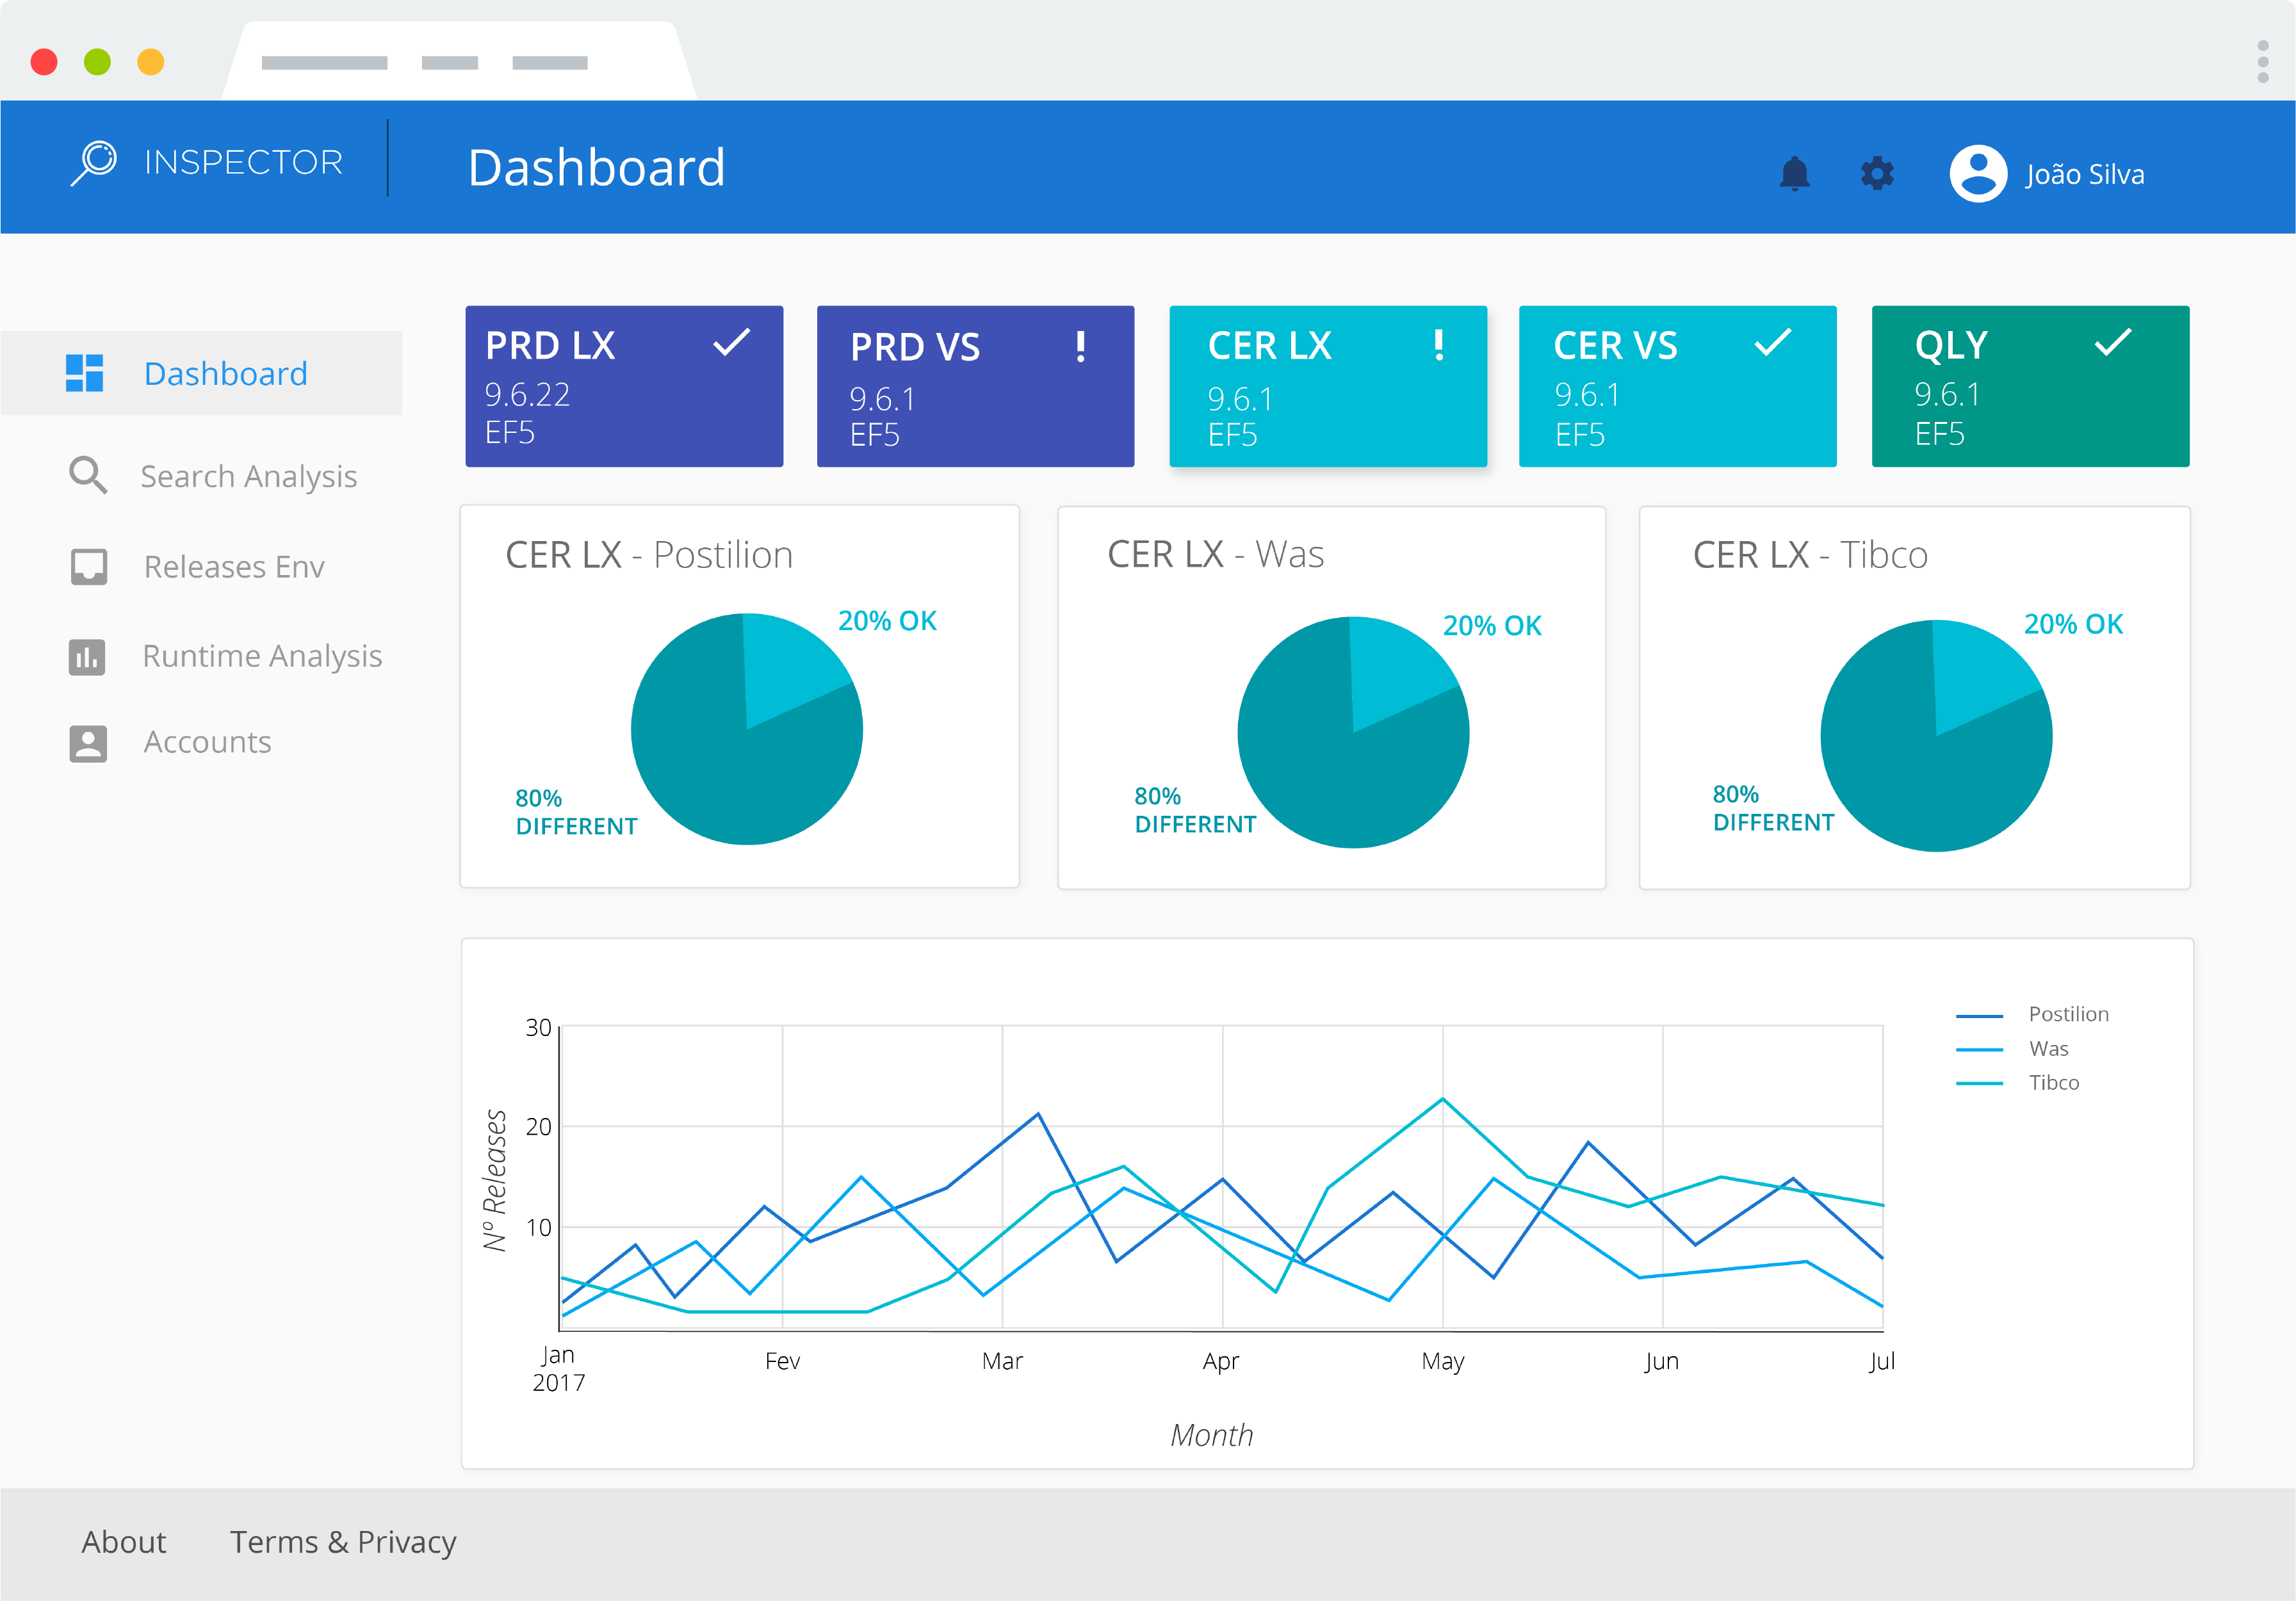 INSPECTOR
Dashboard
João Silva
Dashboard
Search Analysis
Releases Env
Runtime Analysis
Accounts
PRD LX
9.6.22
EF5
PRD VS !
9.6.1
EF5
CER LX !
9.6.1
EF5
CER VS
9.6.1
EF5
QLY
9.6.1
EF5
CER LX - Postilion
20% OK
80%
DIFFERENT
CER LX - Was
20% OK
80%
DIFFERENT
CER LX - Tibco
20% OK
80%
DIFFERENT
30
20
10
Nº Releases
Jan
2017
Fev
Mar
Apr
May
Jun
Jul
Month
Postilion
Was
Tibco
About
Terms & Privacy